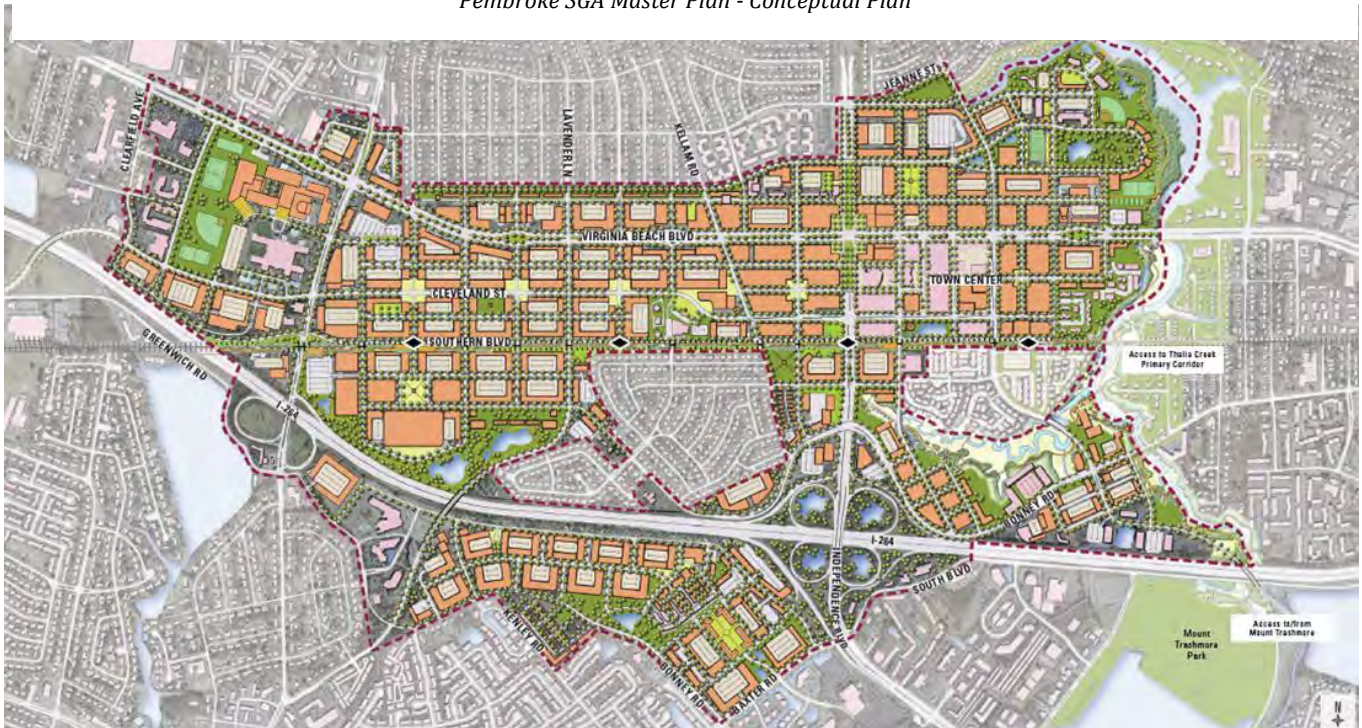 Pembroke SGA Master Plan - Conceptual Plan
JEANNE ST
CLEARFIELD AVE
LAVENDER LN
KELLAM RD
VIRGINIA BEACH BLVD
TOWN CENTER
CLEVELAND ST
SOUTHERN BLVD
GREENWICH RD
Access to Thalia Creek
Primary Corridor
I-264
BONNEY RD
I-264
INDEPENDENCE BLVD
SOUTH BLVD
KENLEY RD
BONNEY RD
BAXTER RD
Mount
Trashmore
Park
Access to/from
Mount Trashmore
N